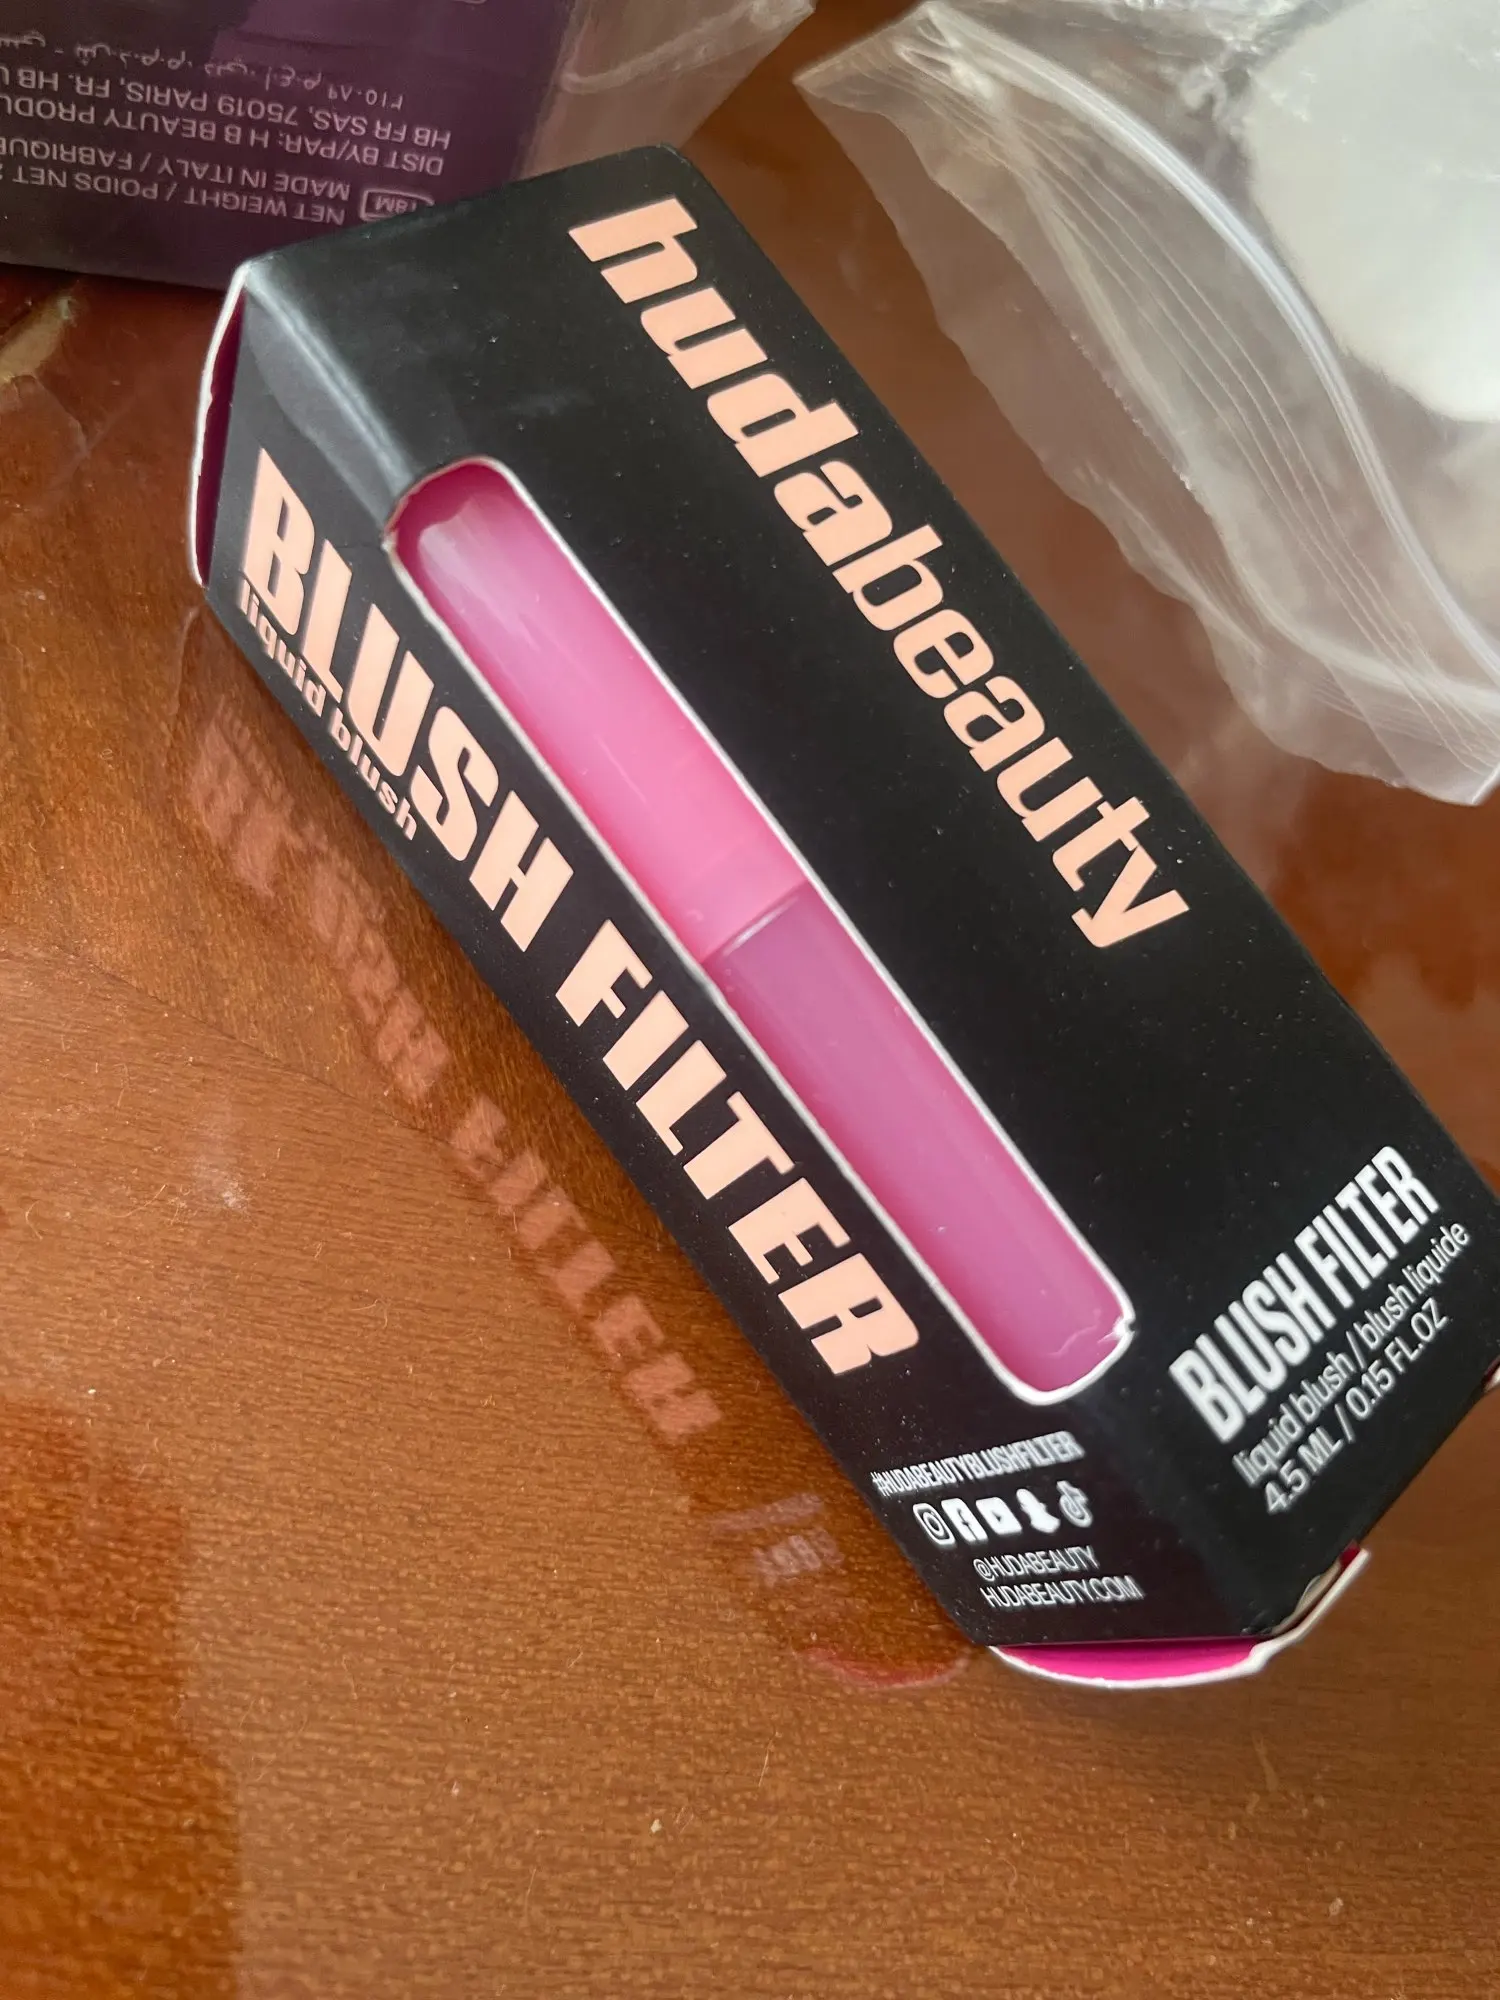 hudabeauty
BLUSH FILTER
liquid blush
BLUSH FILTER
liquid blush / blush liquide
4.5 ML / 0.15 FL.OZ
#HUDABEAUTYBLUSHFILTER
@HUDABEAUTY
HUDABEAUTY.COM
NET WEIGHT / POIDS NET
18M
MADE IN ITALY / FABRIQUÉ
DIST BY/PAR: H B BEAUTY PRODU
HB FR SAS, 75019 PARIS, FR. HB U